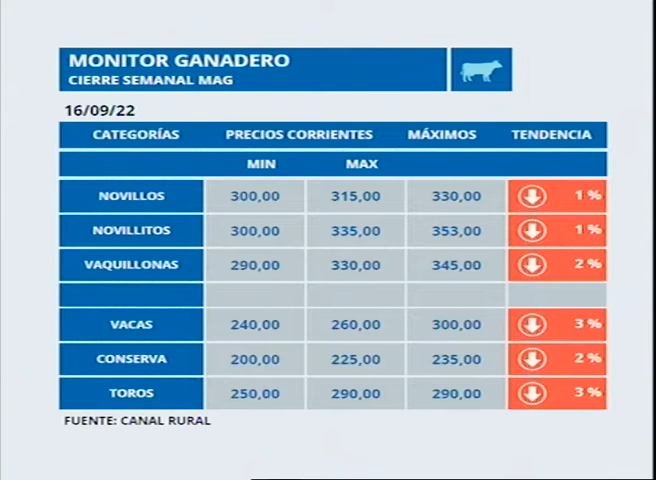 MONITOR GANADERO
CIERRE SEMANAL MAG
16/09/22
CATEGORÍAS PRECIOS CORRIENTES MÁXIMOS TENDENCIA
MIN MAX
NOVILLOS 300,00 315,00 330,00 1 %
NOVILLITOS 300,00 335,00 353,00 1 %
VAQUILLONAS 290,00 330,00 345,00 2 %
VACAS 240,00 260,00 300,00 3 %
CONSERVA 200,00 225,00 235,00 2 %
TOROS 250,00 290,00 290,00 3 %
FUENTE: CANAL RURAL